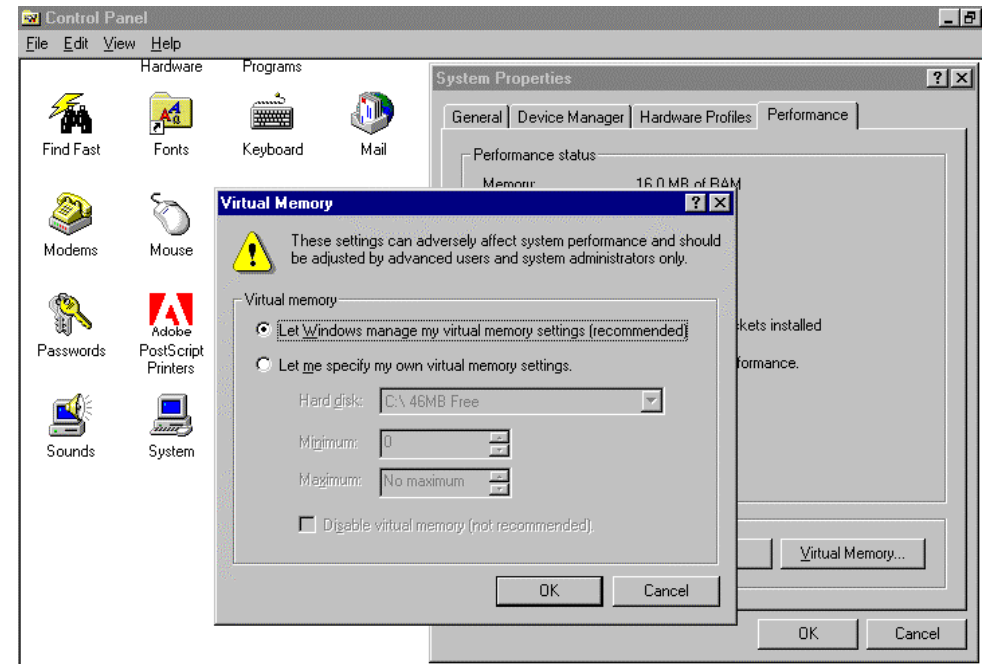 Control Panel
File Edit View Help
Hardware Programs
Find Fast Fonts Keyboard Mail
Modems Mouse
Passwords
Adobe
PostScript
Printers
Sounds System
System Properties
General Device Manager Hardware Profiles Performance
Performance status
Memory: 16.0 MB of RAM
kets installed
formance.
Virtual Memory...
OK Cancel
Virtual Memory
These settings can adversely affect system performance and should
be adjusted by advanced users and system administrators only.
Virtual memory
Let Windows manage my virtual memory settings (recommended)
Let me specify my own virtual memory settings.
Hard disk: C:\ 46MB Free
Minimum: 0
Maximum: No maximum
Disable virtual memory (not recommended).
OK Cancel